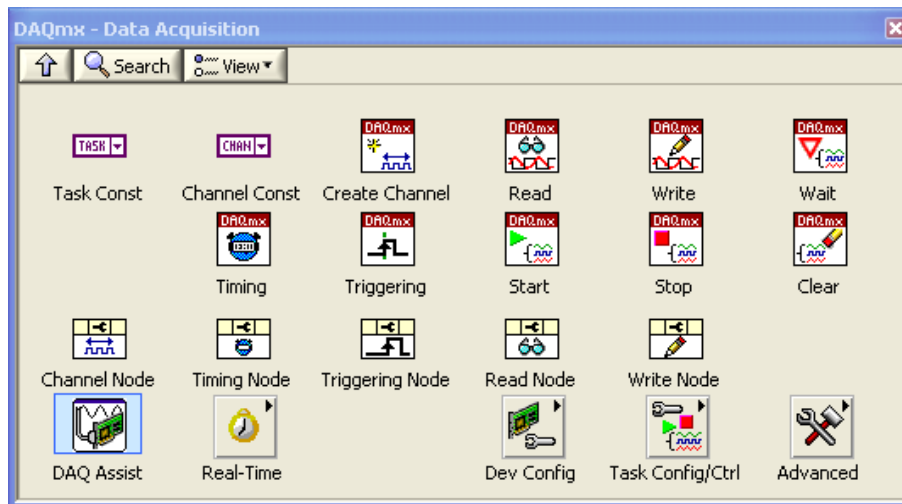 DAQmx - Data Acquisition
Search View
TASK CHAN DAQmx DAQmx DAQmx DAQmx
Task Const Channel Const Create Channel Read Write Wait
DAQmx DAQmx DAQmx DAQmx DAQmx
Timing Triggering Start Stop Clear
Channel Node Timing Node Triggering Node Read Node Write Node
DAQ Assist Real-Time Dev Config Task Config/Ctrl Advanced